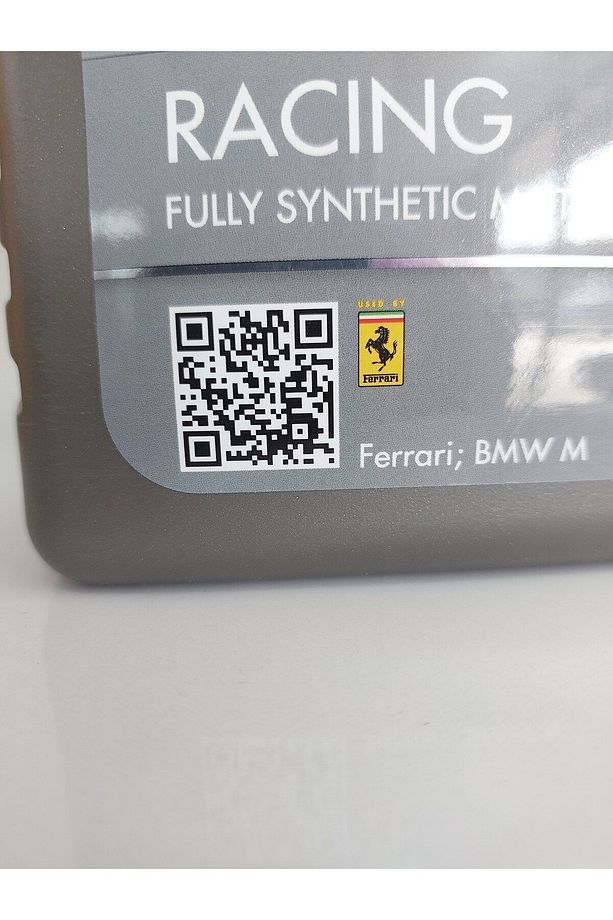 RACING
FULLY SYNTHETIC
USED BY
Ferrari
Ferrari; BMW M